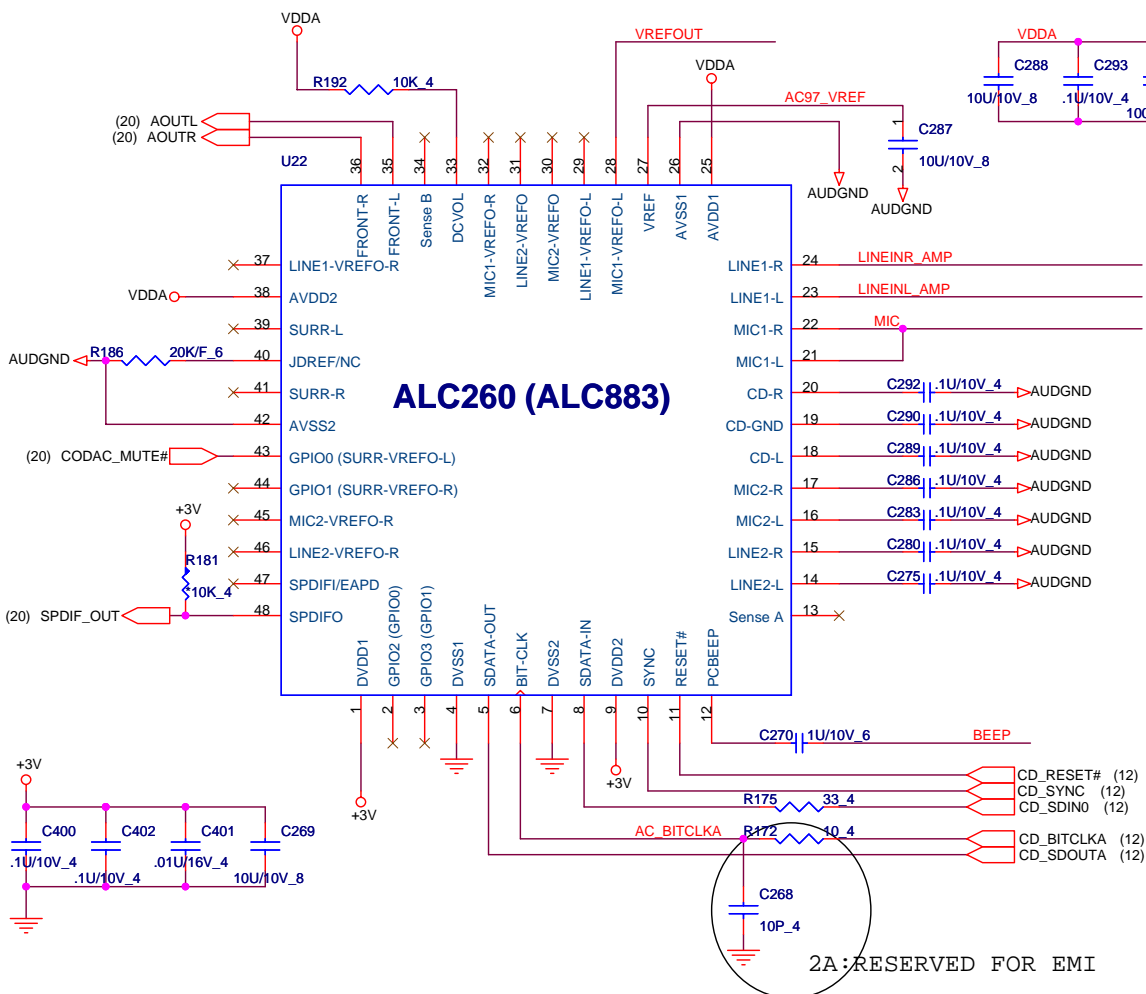 VDDA
VREFOUT
VDDA
R192
10K_4
VDDA
C288
C293
10U/10V_8
.1U/10V_4
100
AC97_VREF
(20) AOUTL
(20) AOUTR
1
C287
10U/10V_8
2
AUDGND
AUDGND
U22
36
35
34
33
32
31
30
29
28
27
26
25
FRONT-R
FRONT-L
Sense B
DCVOL
MIC1-VREFO-R
LINE2-VREFO
MIC2-VREFO
LINE1-VREFO-L
MIC1-VREFO-L
VREF
AVSS1
AVDD1
37 LINE1-VREFO-R
VDDA 38 AVDD2
39 SURR-L
AUDGND R186 20K/F_6 40 JDREF/NC
41 SURR-R
42 AVSS2
(20) CODAC_MUTE# 43 GPIO0 (SURR-VREFO-L)
44 GPIO1 (SURR-VREFO-R)
+3V
45 MIC2-VREFO-R
46 LINE2-VREFO-R
R181
*10K_4
47 SPDIFI/EAPD
(20) SPDIF_OUT 48 SPDIFO
ALC260 (ALC883)
LINE1-R 24 LINEINR_AMP
LINE1-L 23 LINEINL_AMP
MIC1-R 22 MIC
MIC1-L 21
CD-R 20 C292 .1U/10V_4 AUDGND
CD-GND 19 C290 .1U/10V_4 AUDGND
CD-L 18 C289 .1U/10V_4 AUDGND
MIC2-R 17 C286 .1U/10V_4 AUDGND
MIC2-L 16 C283 .1U/10V_4 AUDGND
LINE2-R 15 C280 .1U/10V_4 AUDGND
LINE2-L 14 C275 .1U/10V_4 AUDGND
Sense A 13
DVDD1
GPIO2 (GPIO0)
GPIO3 (GPIO1)
DVSS1
SDATA-OUT
BIT-CLK
DVSS2
SDATA-IN
DVDD2
SYNC
RESET#
PCBEEP
1
2
3
4
5
6
7
8
9
10
11
12
C270 1U/10V_6 BEEP
+3V
+3V
CD_RESET# (12)
CD_SYNC (12)
R175 33_4 CD_SDIN0 (12)
AC_BITCLKA R172 10_4 CD_BITCLKA (12)
CD_SDOUTA (12)
+3V
C400
C402
C401
C269
.1U/10V_4
.1U/10V_4
.01U/16V_4
10U/10V_8
C268
10P_4
2A:RESERVED FOR EMI